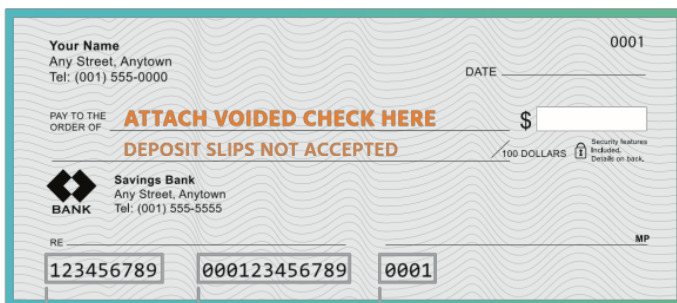 Your Name
0001
Any Street, Anytown
Tel: (001) 555-0000
DATE
PAY TO THE
ORDER OF
ATTACH VOIDED CHECK HERE
$
DEPOSIT SLIPS NOT ACCEPTED
/100 DOLLARS
Security features
Included.
Details on back.
BANK
Savings Bank
Any Street, Anytown
Tel: (001) 555-5555
RE
MP
123456789 000123456789 0001